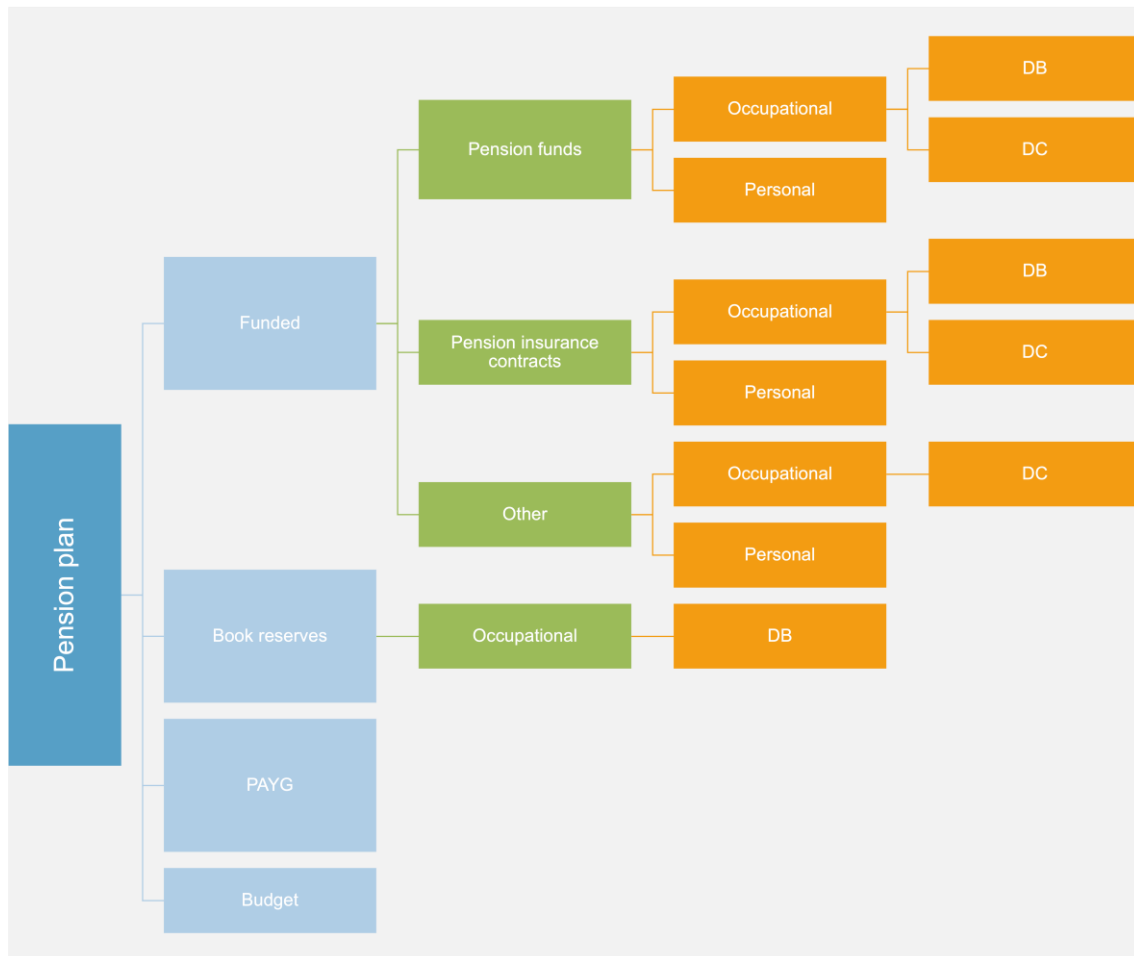 Pension plan
Funded
Pension funds
Occupational
DB
DC
Personal
Pension insurance
contracts
Occupational
DB
DC
Personal
Other
Occupational
DC
Personal
Book reserves
Occupational
DB
PAYG
Budget